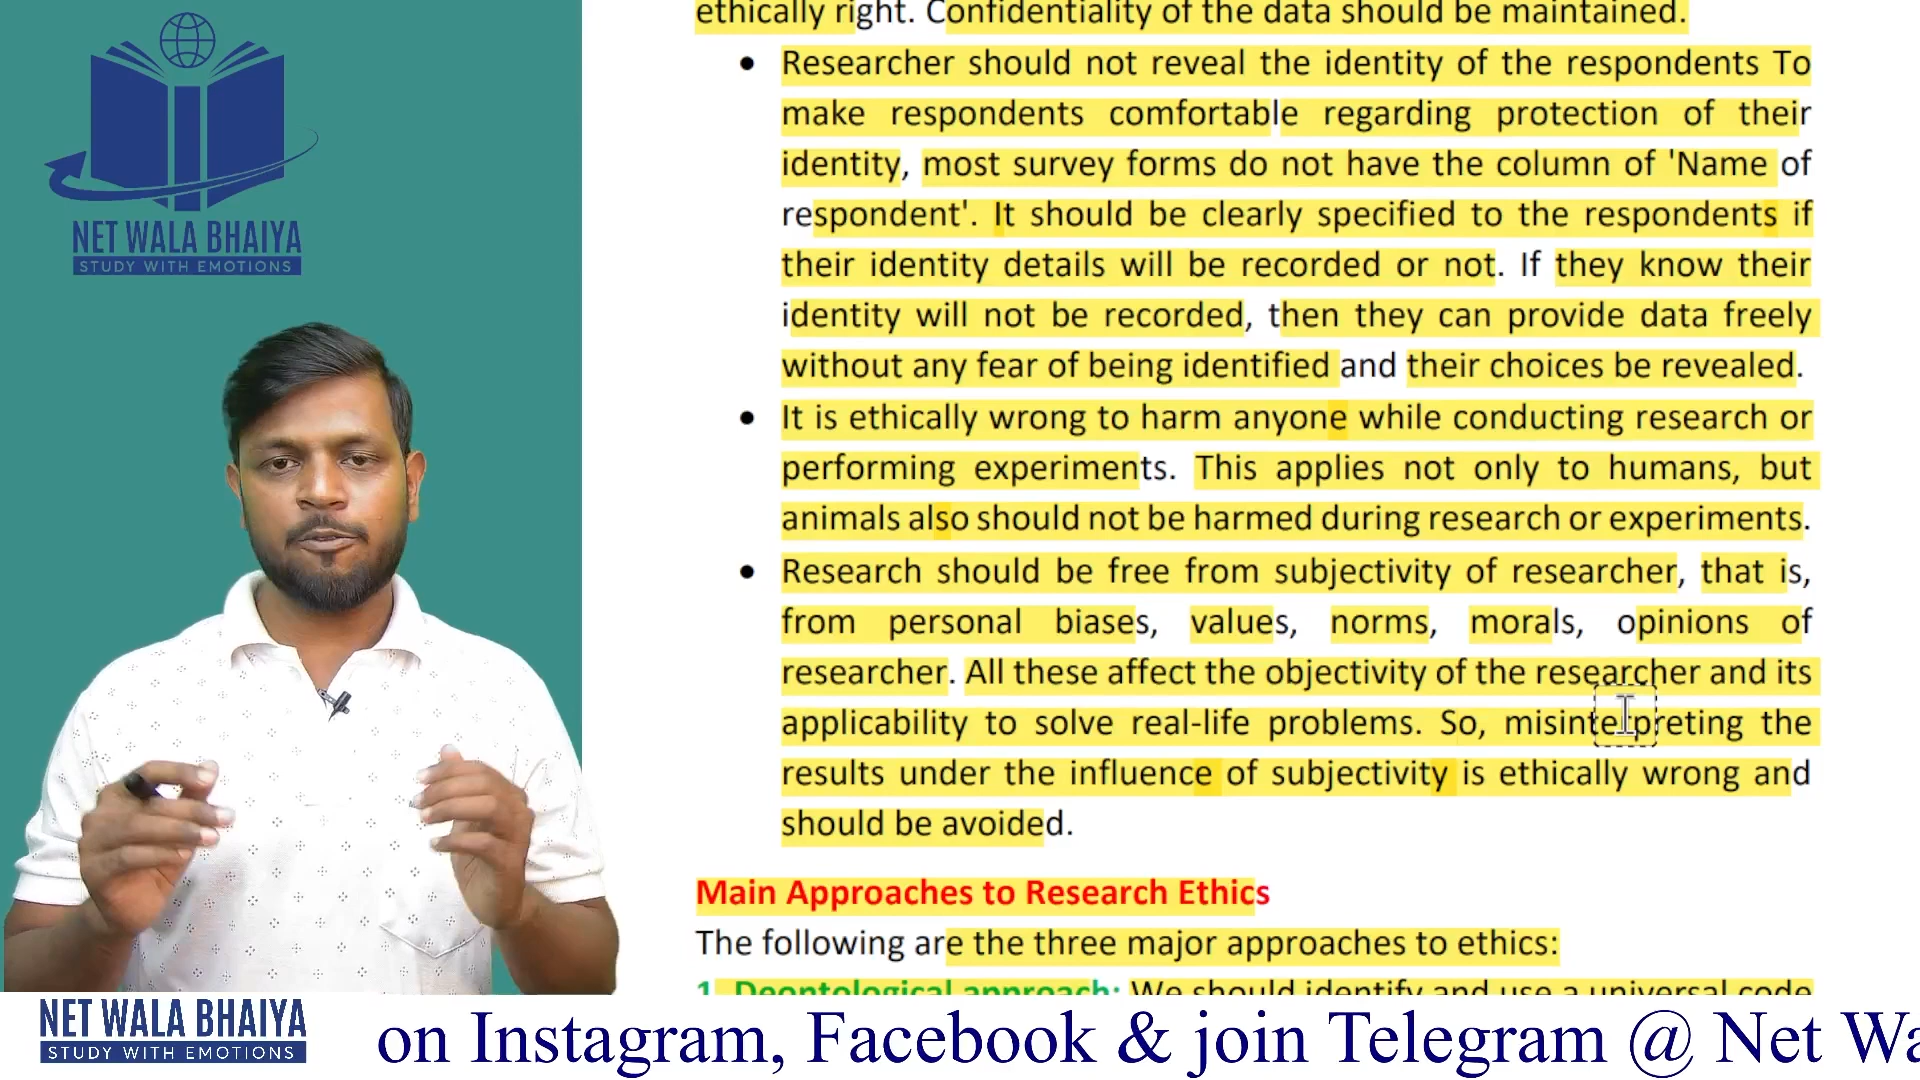 NET WALA BHAIYA
STUDY WITH EMOTIONS
ethically right. Confidentiality of the data should be maintained.
• Researcher should not reveal the identity of the respondents To
make respondents comfortable regarding protection of their
identity, most survey forms do not have the column of 'Name of
respondent'. It should be clearly specified to the respondents if
their identity details will be recorded or not. If they know their
identity will not be recorded, then they can provide data freely
without any fear of being identified and their choices be revealed.
• It is ethically wrong to harm anyone while conducting research or
performing experiments. This applies not only to humans, but
animals also should not be harmed during research or experiments.
• Research should be free from subjectivity of researcher, that is,
from personal biases, values, norms, morals, opinions of
researcher. All these affect the objectivity of the researcher and its
applicability to solve real-life problems. So, misinterpreting the
results under the influence of subjectivity is ethically wrong and
should be avoided.
Main Approaches to Research Ethics
The following are the three major approaches to ethics:
1. Deontological approach: We should identify and use a universal code
NET WALA BHAIYA
STUDY WITH EMOTIONS
on Instagram, Facebook & join Telegram @ Net Wa